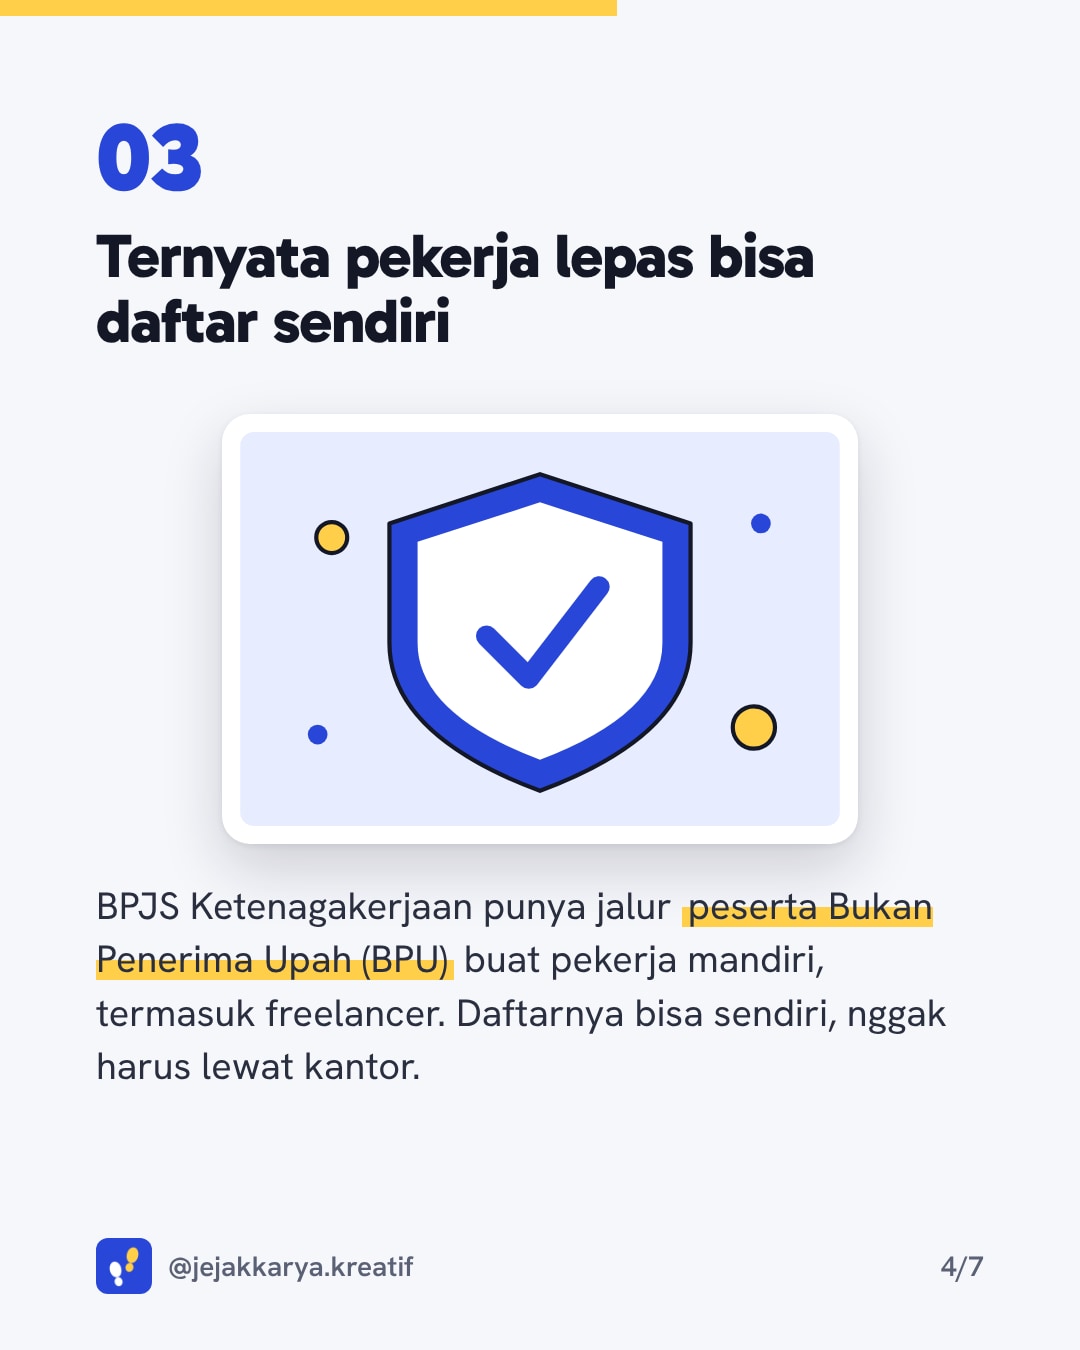 03
Ternyata pekerja lepas bisa
daftar sendiri
BPJS Ketenagakerjaan punya jalur peserta Bukan
Penerima Upah (BPU) buat pekerja mandiri,
termasuk freelancer. Daftarnya bisa sendiri, nggak
harus lewat kantor.
@jejakkarya.kreatif
4/7